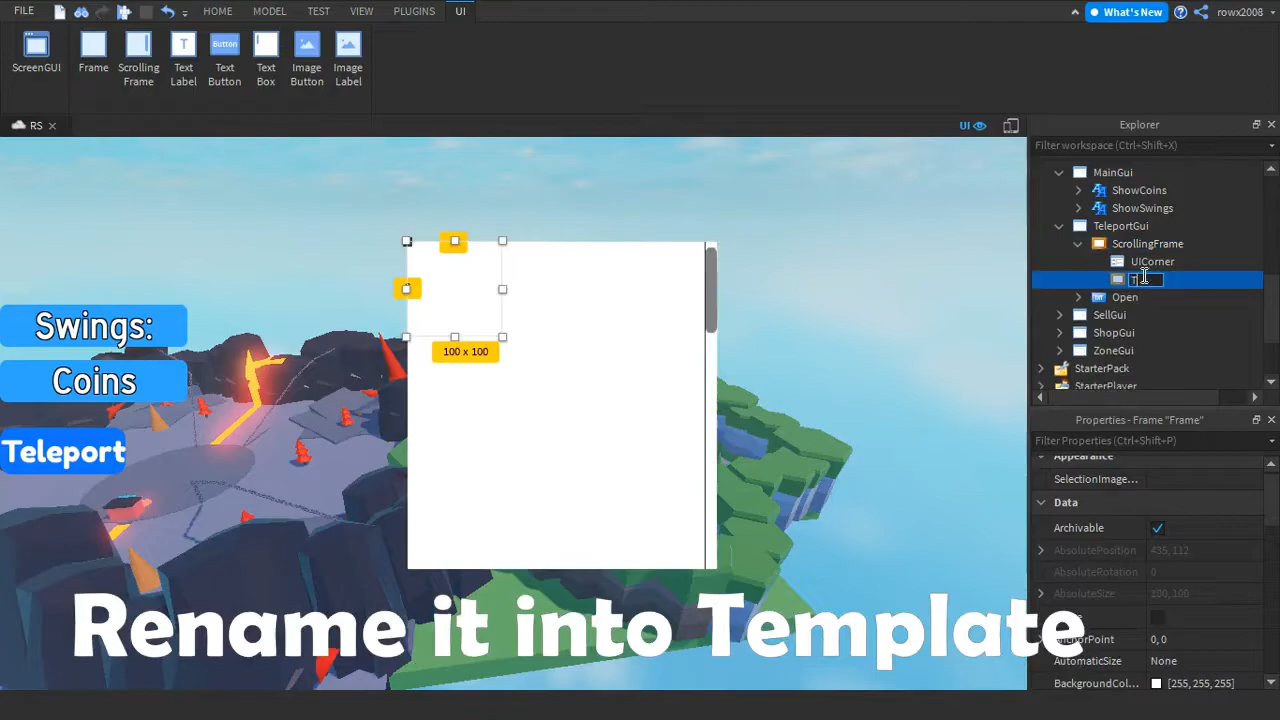 FILE
HOME
MODEL
TEST
VIEW
PLUGINS
UI
What's New
rowx2008
ScreenGUI
Frame
Scrolling
Frame
Text
Label
Text
Button
Text
Box
Image
Button
Image
Label
T
Button
RS
UI
Explorer
Filter workspace (Ctrl+Shift+X)
MainGui
ShowCoins
ShowSwings
TeleportGui
ScrollingFrame
UICorner
T
Open
SellGui
ShopGui
ZoneGui
StarterPack
StarterPlayer
100 x 100
Swings:
Coins
Teleport
Properties - Frame "Frame"
Filter Properties (Ctrl+Shift+P)
Appearance
SelectionImage...
Data
Archivable
AbsolutePosition 435, 112
AbsoluteRotation 0
AbsoluteSize 100, 100
AnchorPoint 0, 0
AutomaticSize None
BackgroundCol... [255, 255, 255]
Rename it into Template